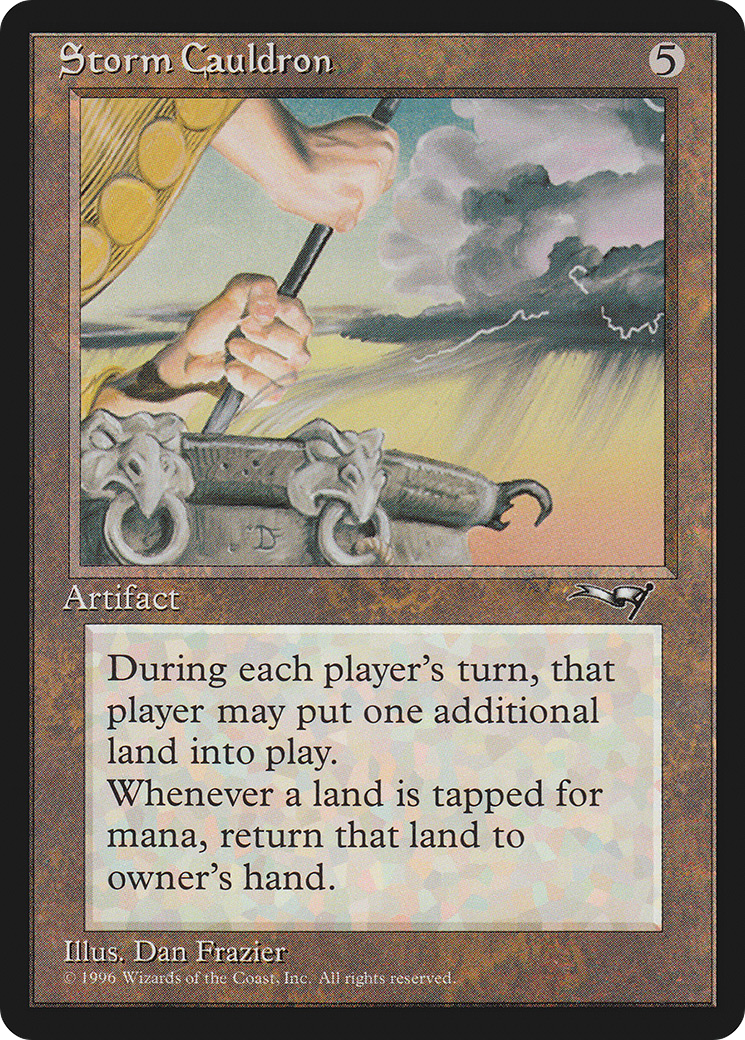 Storm Cauldron 5
Artifact
During each player's turn, that
player may put one additional
land into play.
Whenever a land is tapped for
mana, return that land to
owner's hand.
Illus. Dan Frazier
© 1996 Wizards of the Coast, Inc. All rights reserved.